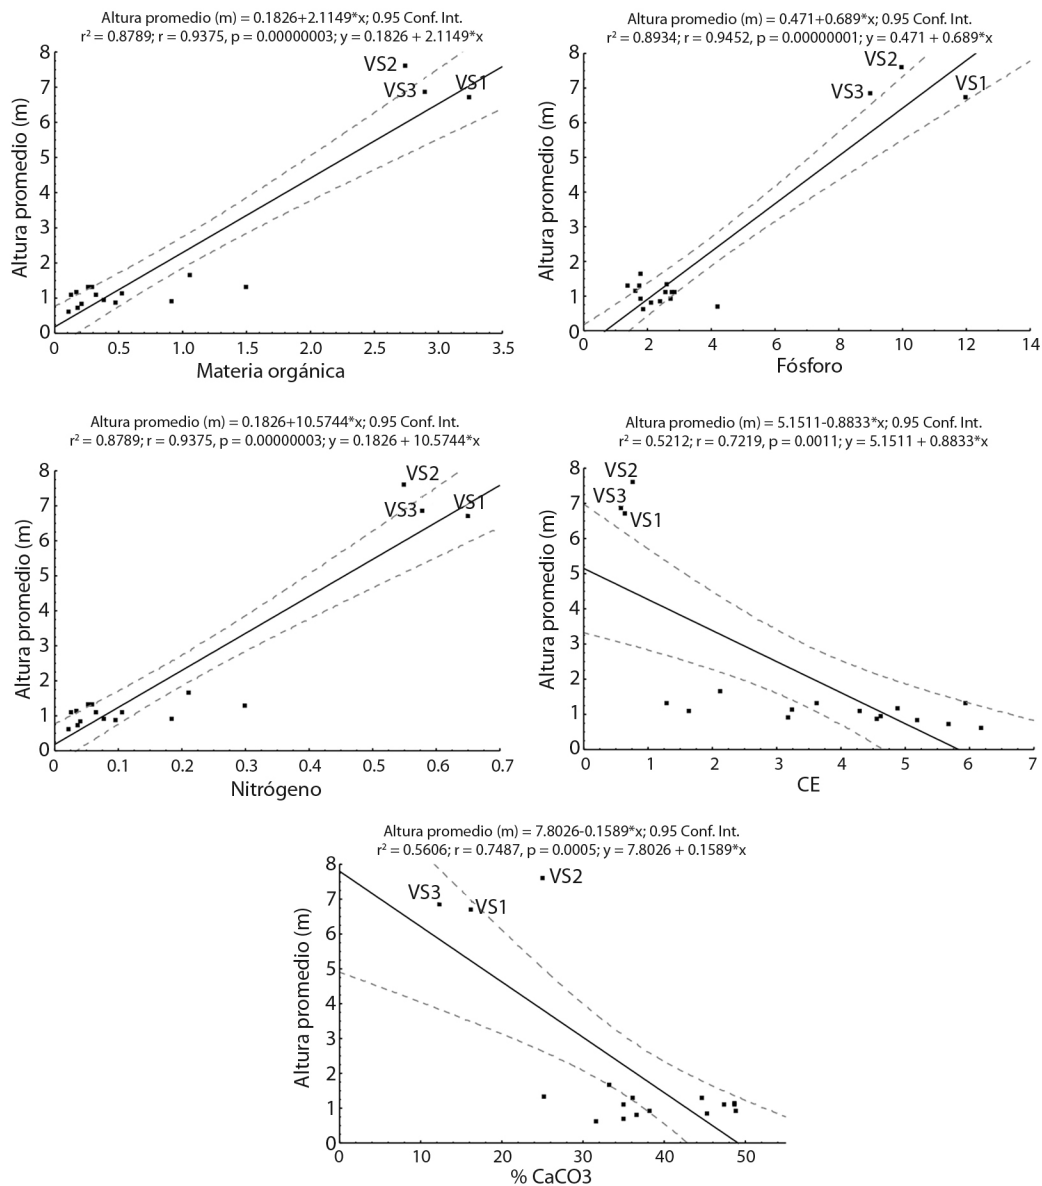 Altura promedio (m) = 0.1826+2.1149*x; 0.95 Conf. Int.
r² = 0.8789; r = 0.9375, p = 0.00000003; y = 0.1826 + 2.1149*x
Altura promedio (m)
8
7
6
5
4
3
2
1
0
VS2
VS3
VS1
0 0.5 1.0 1.5 2.0 2.5 3.0 3.5
Materia orgánica
Altura promedio (m) = 0.471+0.689*x; 0.95 Conf. Int.
r² = 0.8934; r = 0.9452, p = 0.00000001; y = 0.471 + 0.689*x
Altura promedio (m)
8
7
6
5
4
3
2
1
0
VS2
VS3
VS1
0 2 4 6 8 10 12 14
Fósforo
Altura promedio (m) = 0.1826+10.5744*x; 0.95 Conf. Int.
r² = 0.8789; r = 0.9375, p = 0.00000003; y = 0.1826 + 10.5744*x
Altura promedio (m)
8
7
6
5
4
3
2
1
0
VS2
VS3
VS1
0 0.1 0.2 0.3 0.4 0.5 0.6 0.7
Nitrógeno
Altura promedio (m) = 5.1511-0.8833*x; 0.95 Conf. Int.
r² = 0.5212; r = 0.7219, p = 0.0011; y = 5.1511 + 0.8833*x
Altura promedio (m)
8
7
6
5
4
3
2
1
0
VS2
VS3
VS1
0 1 2 3 4 5 6 7
CE
Altura promedio (m) = 7.8026-0.1589*x; 0.95 Conf. Int.
r² = 0.5606; r = 0.7487, p = 0.0005; y = 7.8026 + 0.1589*x
Altura promedio (m)
8
7
6
5
4
3
2
1
0
VS2
VS3
VS1
0 10 20 30 40 50
% CaCO3